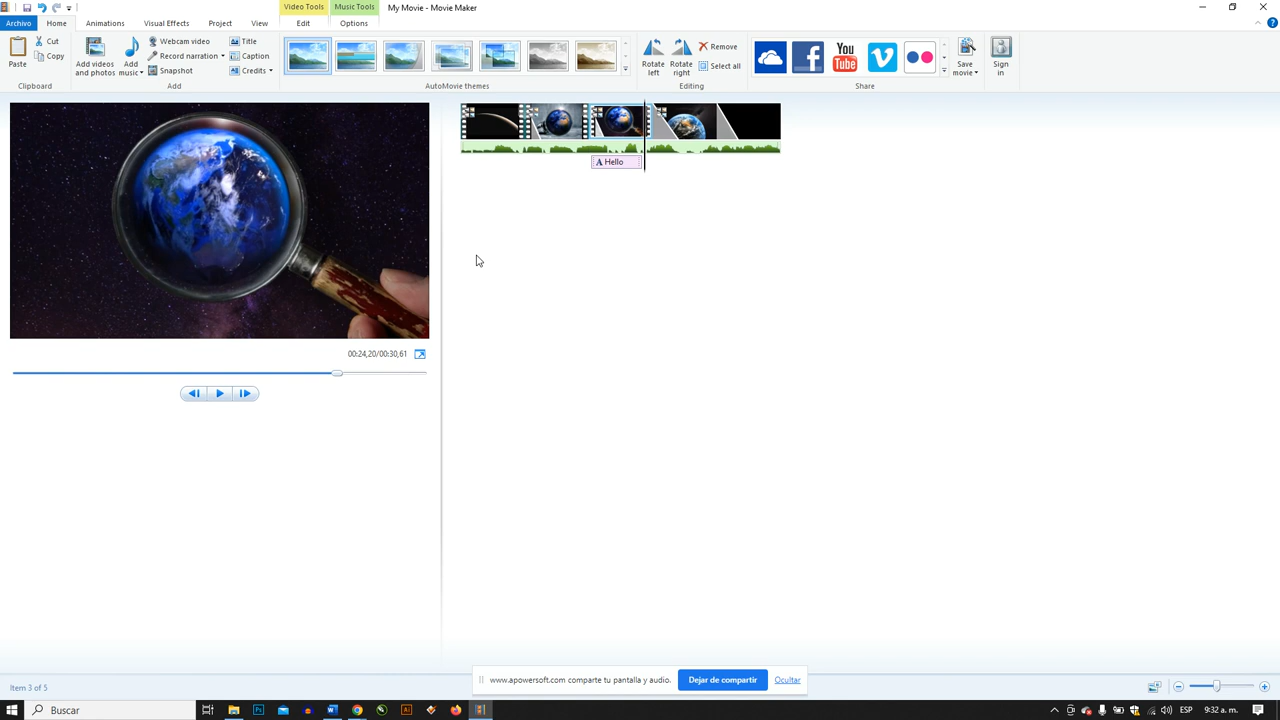 Video Tools
Music Tools
My Movie - Movie Maker
Archivo
Home
Animations
Visual Effects
Project
View
Edit
Options
Paste
Cut
Copy
Clipboard
Add videos
and photos
Add
music
Webcam video
Record narration
Snapshot
Title
Caption
Credits
Add
AutoMovie themes
Rotate
left
Rotate
right
Remove
Select all
Editing
You
Tube
Share
Save
movie
Sign
in
A Hello
00:24,20/00:30,61
www.apowersoft.com comparte tu pantalla y audio.
Dejar de compartir
Ocultar
Item 3 of 5
Buscar
ESP
9:32 a. m.